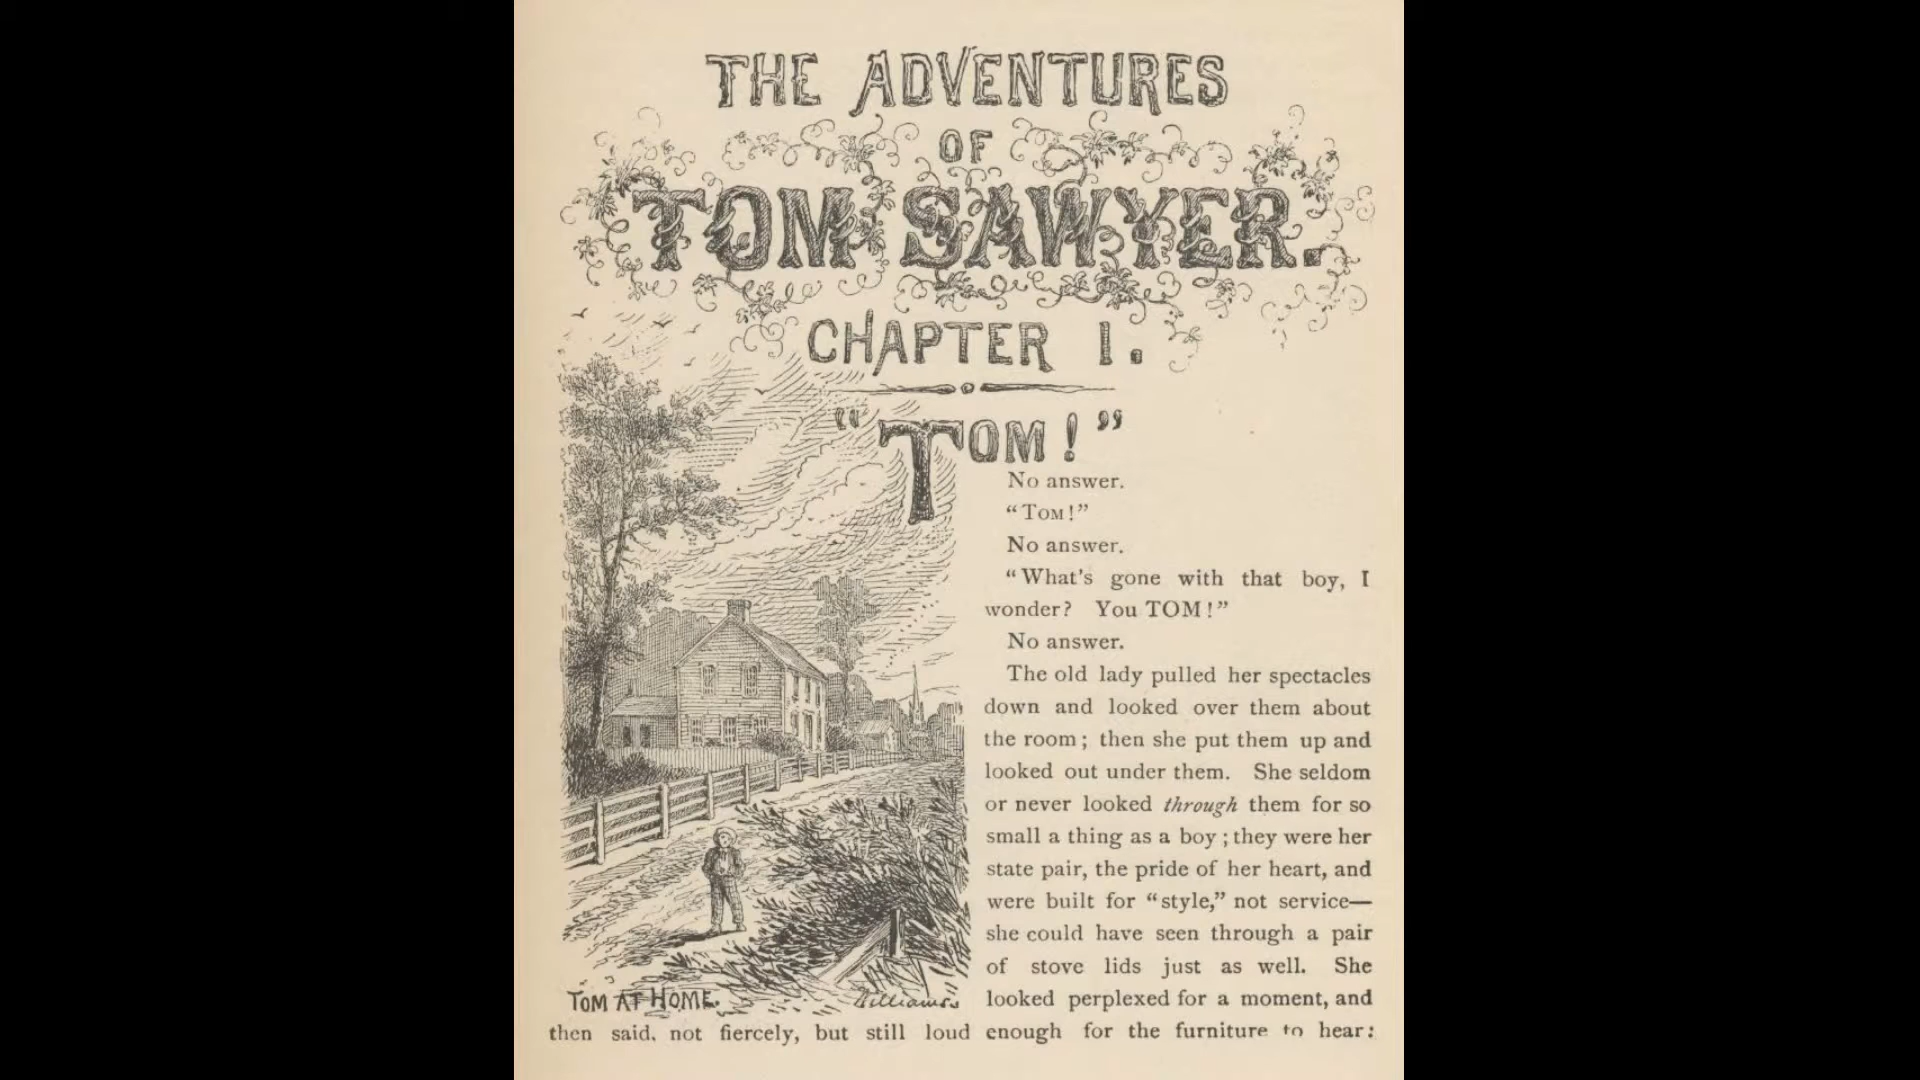 THE ADVENTURES
OF
TOM SAWYER.
CHAPTER I.
"TOM!"
No answer.
"TOM!"
No answer.
"What's gone with that boy, I
wonder? You TOM!"
No answer.
The old lady pulled her spectacles
down and looked over them about
the room; then she put them up and
looked out under them. She seldom
or never looked through them for so
small a thing as a boy; they were her
state pair, the pride of her heart, and
were built for "style," not service—
she could have seen through a pair
of stove lids just as well. She
looked perplexed for a moment, and
then said, not fiercely, but still loud enough for the furniture to hear:
TOM AT HOME.
Williams